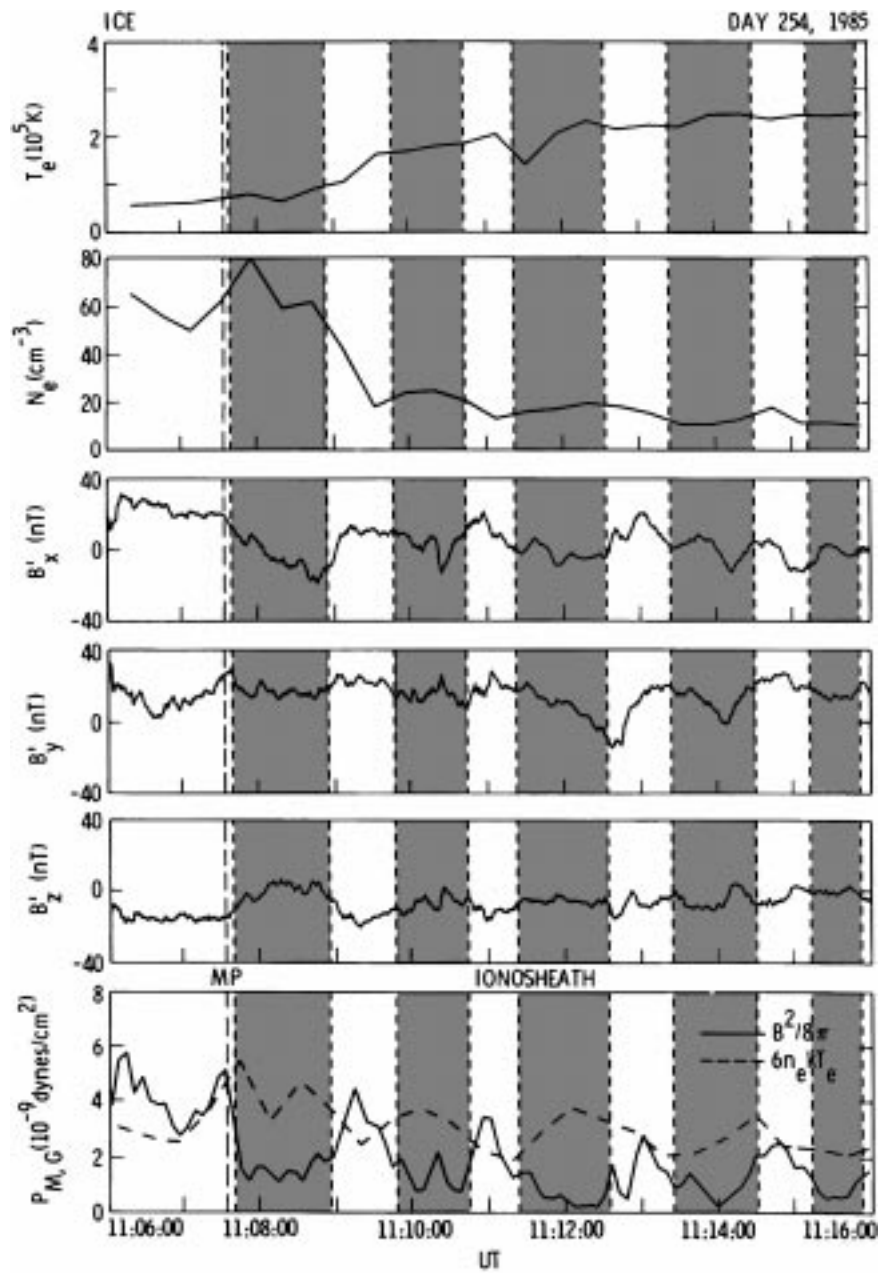 ICE DAY 254, 1985
4
T_e (10^5 K)
2
0
80
60
N_e (cm^-3)
40
20
0
40
B'_x (nT)
0
-40
40
B'_y (nT)
0
-40
40
B'_z (nT)
0
-40
MP IONOSHEATH
8
P_M,G (10^-9 dynes/cm^2)
6
4
2
0
B^2/8π
6n_e kT_e
11:06:00 11:08:00 11:10:00 11:12:00 11:14:00 11:16:00
UT